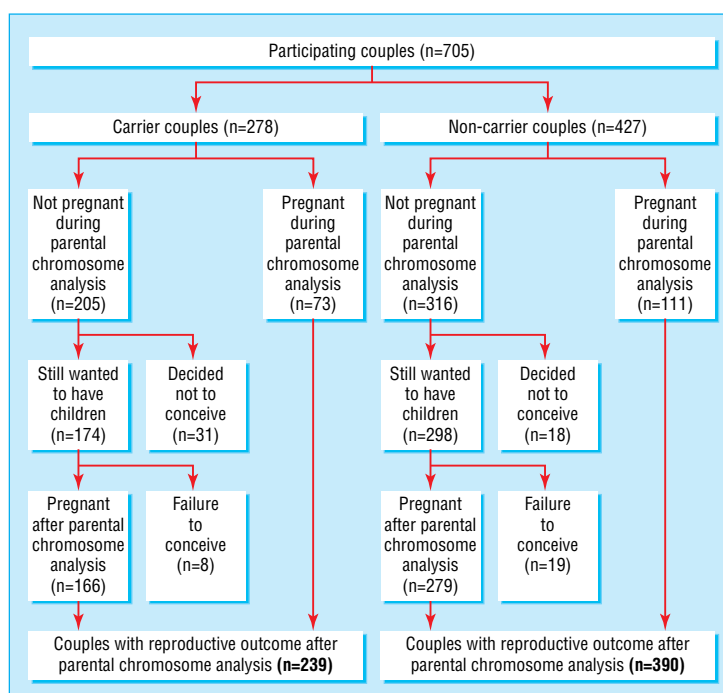 Participating couples (n=705)
Carrier couples (n=278)
Non-carrier couples (n=427)
Not pregnant
during
parental
chromosome
analysis
(n=205)
Pregnant
during
parental
chromosome
analysis
(n=73)
Not pregnant
during
parental
chromosome
analysis
(n=316)
Pregnant
during
parental
chromosome
analysis
(n=111)
Still wanted
to have
children
(n=174)
Decided
not to
conceive
(n=31)
Still wanted
to have
children
(n=298)
Decided
not to
conceive
(n=18)
Pregnant
after parental
chromosome
analysis
(n=166)
Failure
to
conceive
(n=8)
Pregnant
after parental
chromosome
analysis
(n=279)
Failure
to
conceive
(n=19)
Couples with reproductive outcome after
parental chromosome analysis (n=239)
Couples with reproductive outcome after
parental chromosome analysis (n=390)